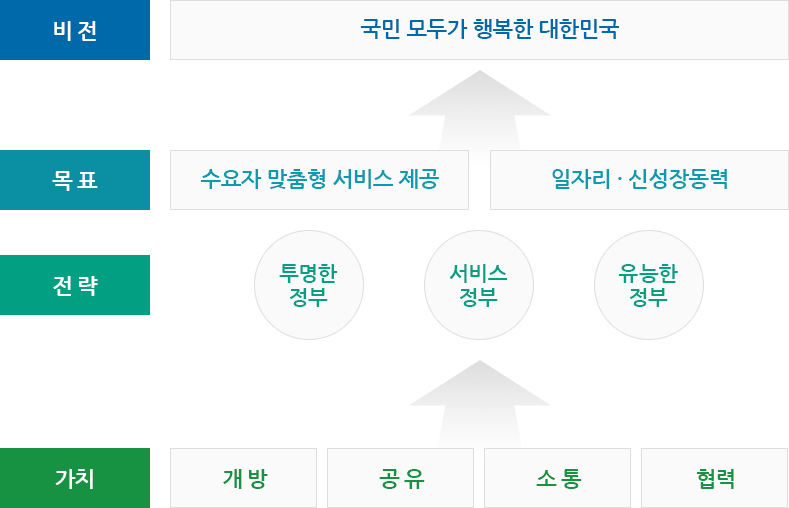 비 전
국민 모두가 행복한 대한민국
목 표
수요자 맞춤형 서비스 제공
일자리 · 신성장동력
전 략
투명한
정부
서비스
정부
유능한
정부
가치
개 방
공 유
소 통
협력